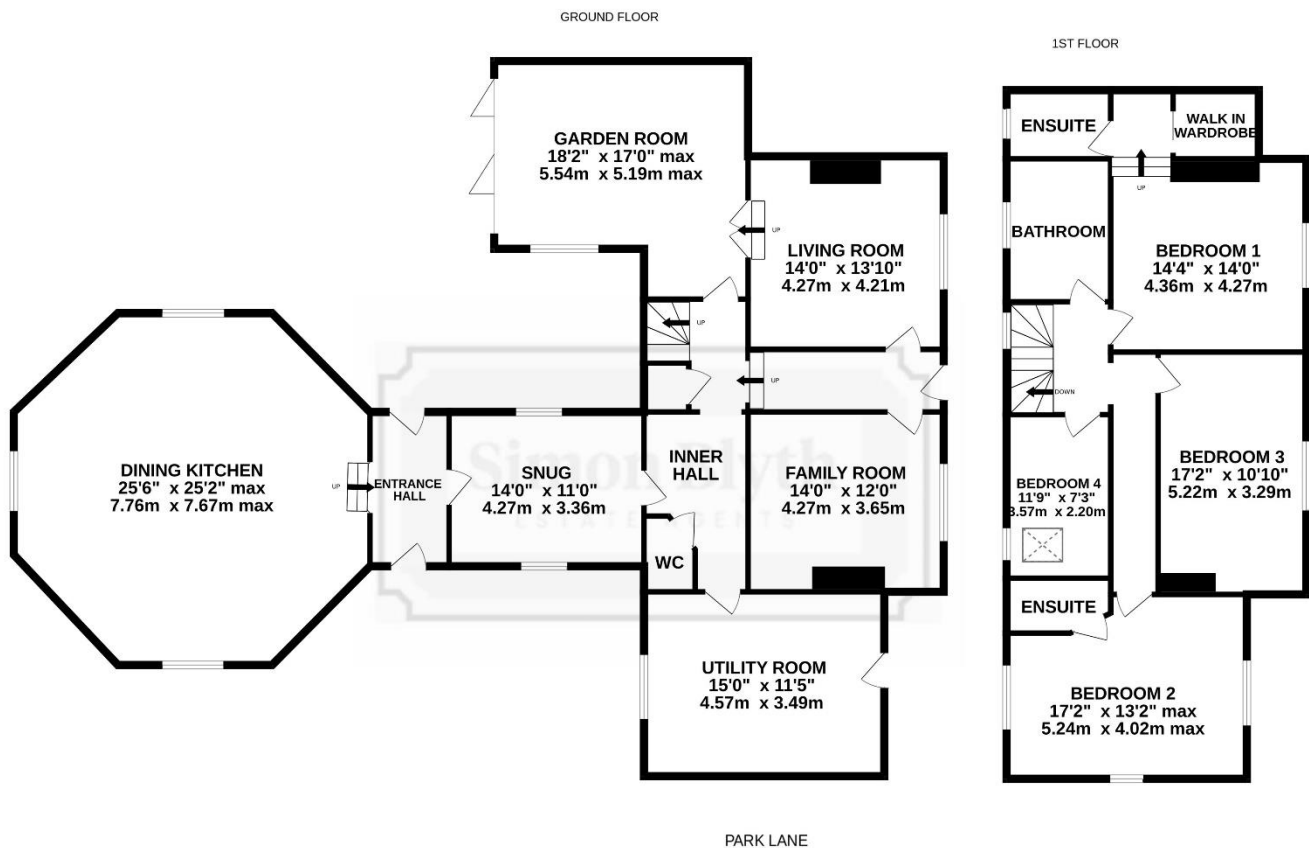 GROUND FLOOR
GARDEN ROOM
18'2" x 17'0" max
5.54m x 5.19m max
UP
LIVING ROOM
14'0" x 13'10"
4.27m x 4.21m
UP
UP
DINING KITCHEN
25'6" x 25'2" max
7.76m x 7.67m max
UP
ENTRANCE
HALL
SNUG
14'0" x 11'0"
4.27m x 3.36m
INNER
HALL
FAMILY ROOM
14'0" x 12'0"
4.27m x 3.65m
WC
Simon Blyth
ESTATE AGENTS
UTILITY ROOM
15'0" x 11'5"
4.57m x 3.49m
1ST FLOOR
ENSUITE
WALK IN
WARDROBE
UP
BATHROOM
BEDROOM 1
14'4" x 14'0"
4.36m x 4.27m
DOWN
BEDROOM 3
17'2" x 10'10"
5.22m x 3.29m
BEDROOM 4
11'9" x 7'3"
3.57m x 2.20m
ENSUITE
BEDROOM 2
17'2" x 13'2" max
5.24m x 4.02m max
PARK LANE